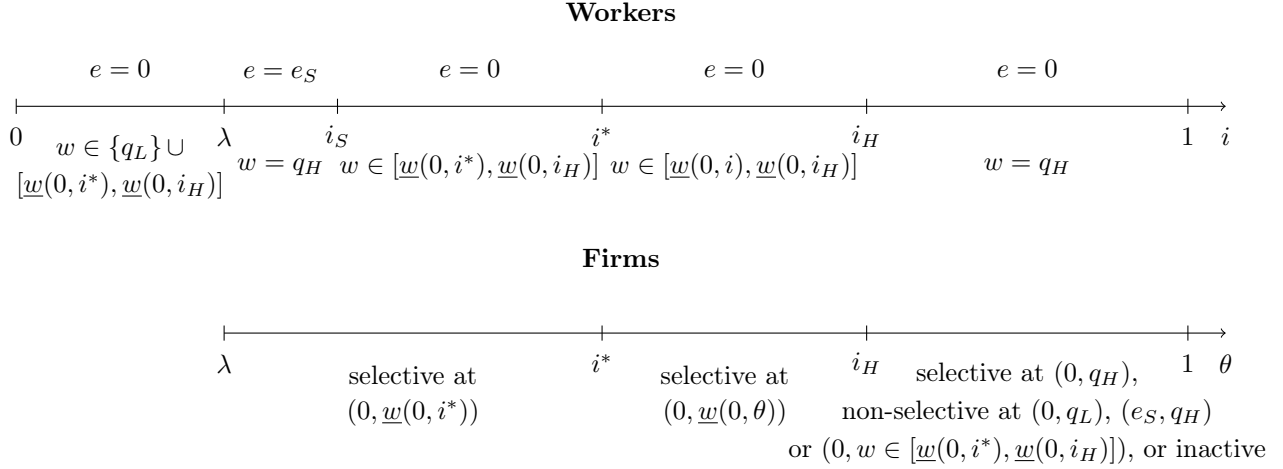 Workers
e = 0 e = e_S e = 0 e = 0 e = 0
0 λ i_S i* i_H 1 i
w ∈ {q_L} ∪
[w̲(0, i*), w̲(0, i_H)] w = q_H w ∈ [w̲(0, i*), w̲(0, i_H)] w ∈ [w̲(0, i), w̲(0, i_H)] w = q_H
Firms
λ i* i_H 1 θ
selective at selective at selective at (0, q_H),
(0, w̲(0, i*)) (0, w̲(0, θ)) non-selective at (0, q_L), (e_S, q_H)
or (0, w ∈ [w̲(0, i*), w̲(0, i_H)]), or inactive